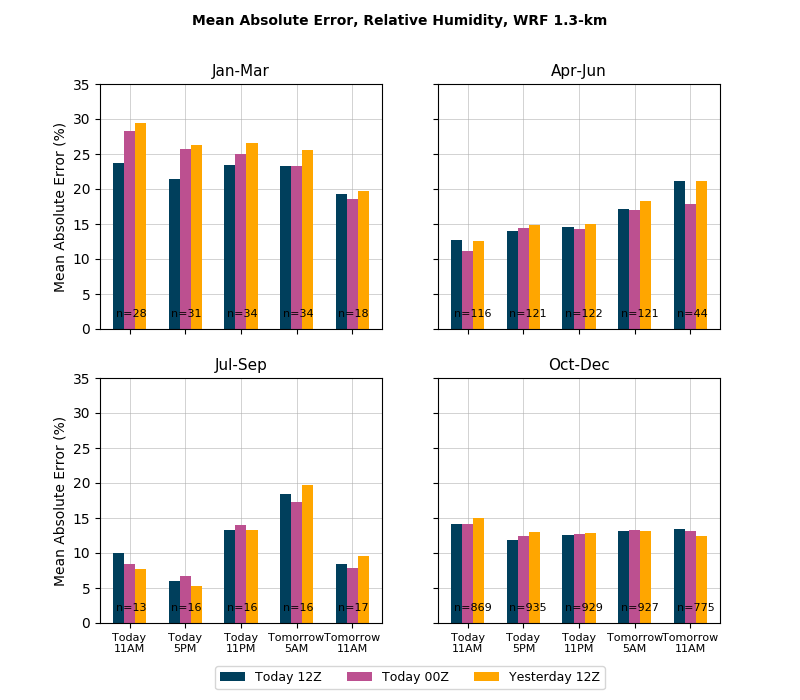 Mean Absolute Error, Relative Humidity, WRF 1.3-km
Jan-Mar
Apr-Jun
35
30
25
20
15
10
5
0
Mean Absolute Error (%)
n=28 n=31 n=34 n=34 n=18
n=116 n=121 n=122 n=121 n=44
Jul-Sep
Oct-Dec
35
30
25
20
15
10
5
0
Mean Absolute Error (%)
n=13 n=16 n=16 n=16 n=17
n=869 n=935 n=929 n=927 n=775
Today Today Today Tomorrow Tomorrow
11AM 5PM 11PM 5AM 11AM
Today Today Today Tomorrow Tomorrow
11AM 5PM 11PM 5AM 11AM
Today 12Z Today 00Z Yesterday 12Z